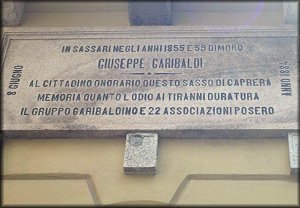 IN SASSARI NEGLI ANNI 1855 E 59 DIMORÒ
GIUSEPPE GARIBALDI
AL CITTADINO ONORARIO QUESTO SASSO DI CAPRERA
MEMORIA QUANTO L'ODIO AI TIRANNI DURATURA
IL GRUPPO GARIBALDINO E 22 ASSOCIAZIONI POSERO
2 GIUGNO
ANNO